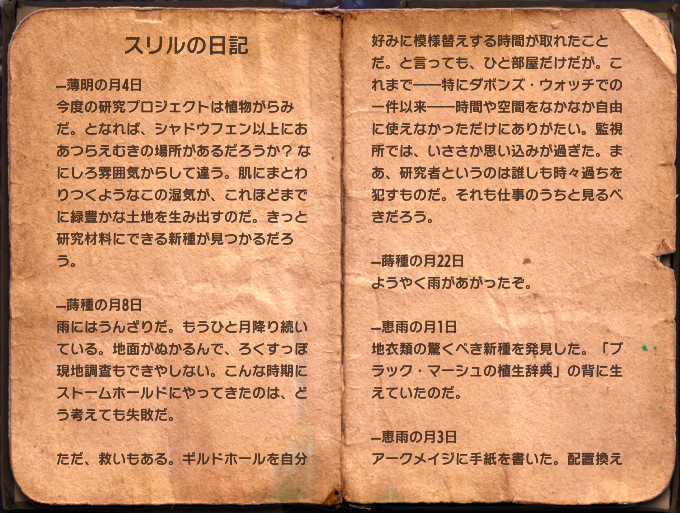 スリルの日記
―薄明の月4日
今度の研究プロジェクトは植物がらみ
だ。となれば、シャドウフェン以上にお
あつらえむきの場所があるだろうか? な
にしろ雰囲気からして違う。肌にまとわ
りつくようなこの湿気が、これほどまで
に緑豊かな土地を生み出すのだ。きっと
研究材料にできる新種が見つかるだろ
う。
―蒔種の月8日
雨にはうんざりだ。もうひと月降り続い
ている。地面がぬかるんで、ろくすっぽ
現地調査もできやしない。こんな時期に
ストームホールドにやってきたのは、ど
う考えても失敗だ。
ただ、救いもある。ギルドホールを自分
好みに模様替えする時間が取れたこと
だ。と言っても、ひと部屋だけだが。こ
れまで――特にダボンズ・ウォッチでの
一件以来――時間や空間をなかなか自由
に使えなかっただけにありがたい。監視
所では、いささか思い込みが過ぎた。ま
あ、研究者というのは誰しも時々過ちを
犯すものだ。それも仕事のうちと見るべ
きだろう。
―蒔種の月22日
ようやく雨があがったぞ。
―恵雨の月1日
地衣類の驚くべき新種を発見した。「ブ
ラック・マーシュの植生辞典」の背に生
えていたのだ。
―恵雨の月3日
アークメイジに手紙を書いた。配置換え